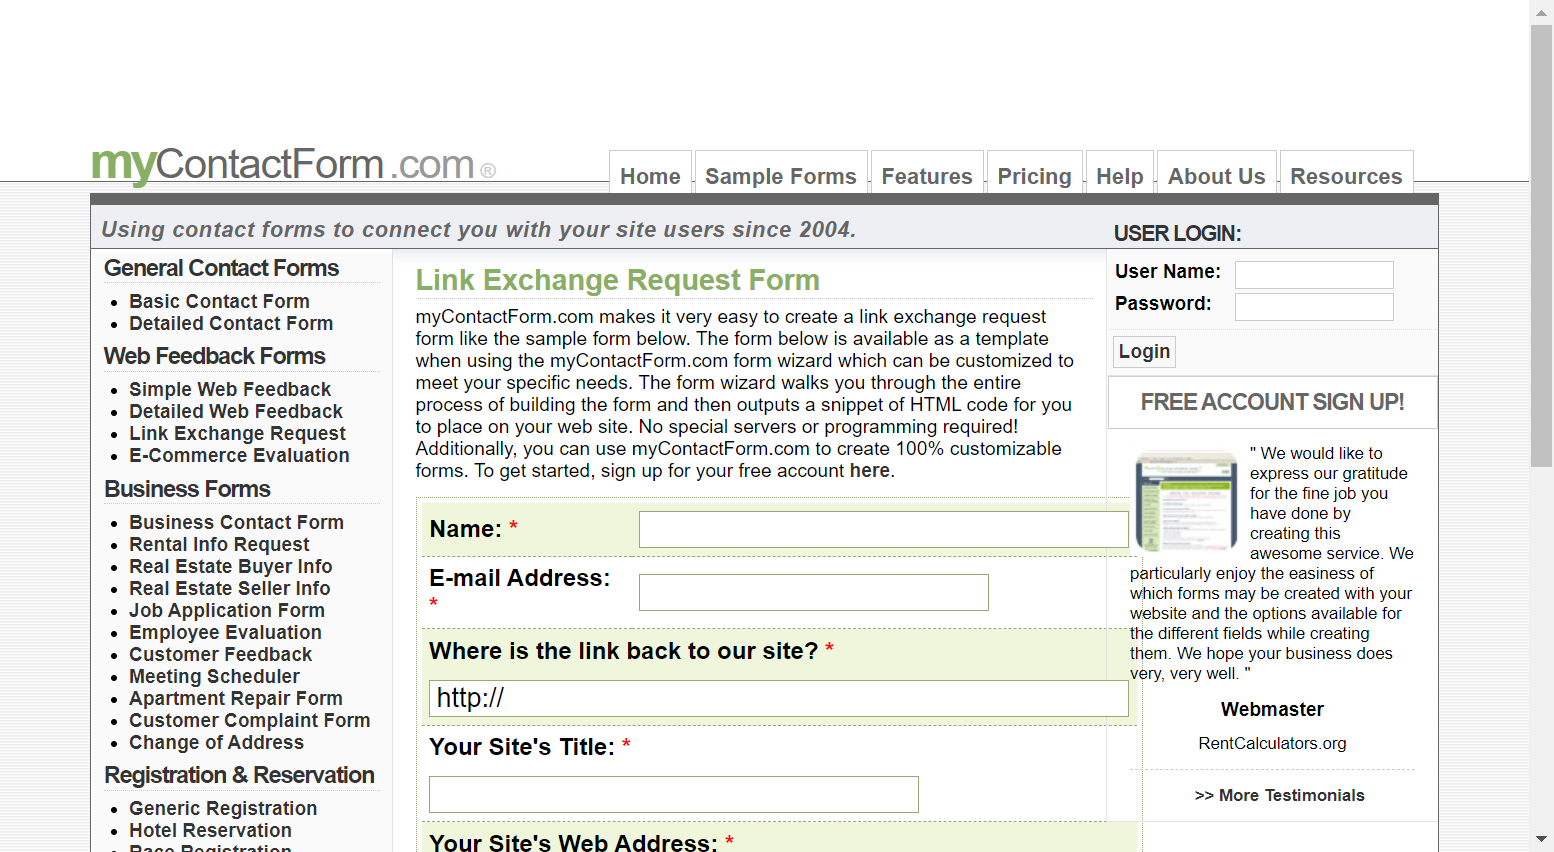 myContactForm.com ®
Home
Sample Forms
Features
Pricing
Help
About Us
Resources
Using contact forms to connect you with your site users since 2004.
USER LOGIN:
General Contact Forms
Basic Contact Form
Detailed Contact Form
Web Feedback Forms
Simple Web Feedback
Detailed Web Feedback
Link Exchange Request
E-Commerce Evaluation
Business Forms
Business Contact Form
Rental Info Request
Real Estate Buyer Info
Real Estate Seller Info
Job Application Form
Employee Evaluation
Customer Feedback
Meeting Scheduler
Apartment Repair Form
Customer Complaint Form
Change of Address
Registration & Reservation
Generic Registration
Hotel Reservation
Race Registration
Link Exchange Request Form
myContactForm.com makes it very easy to create a link exchange request
form like the sample form below. The form below is available as a template
when using the myContactForm.com form wizard which can be customized to
meet your specific needs. The form wizard walks you through the entire
process of building the form and then outputs a snippet of HTML code for you
to place on your web site. No special servers or programming required!
Additionally, you can use myContactForm.com to create 100% customizable
forms. To get started, sign up for your free account here.
Name: *
E-mail Address:
*
Where is the link back to our site? *
http://
Your Site's Title: *
Your Site's Web Address: *
User Name:
Password:
Login
FREE ACCOUNT SIGN UP!
" We would like to
express our gratitude
for the fine job you
have done by
creating this
awesome service. We
particularly enjoy the easiness of
which forms may be created with your
website and the options available for
the different fields while creating
them. We hope your business does
very, very well. "
Webmaster
RentCalculators.org
>> More Testimonials